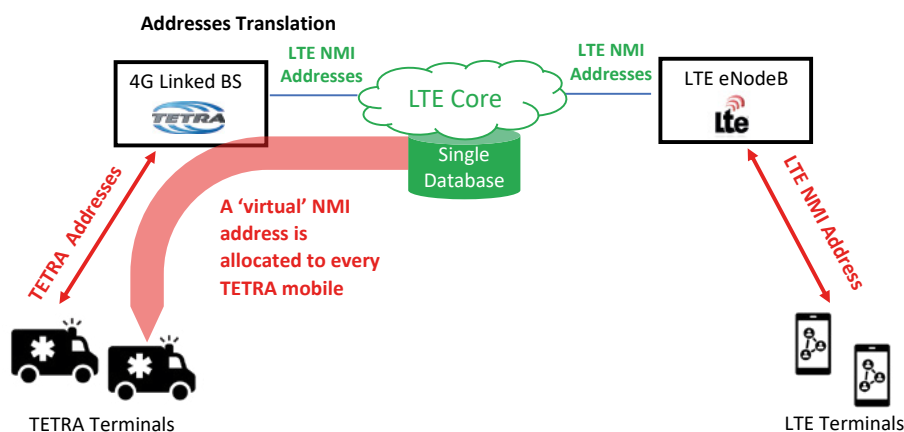 Addresses Translation
LTE NMI
Addresses
LTE NMI
Addresses
4G Linked BS
TETRA
LTE Core
LTE eNodeB
Lte
Single
Database
TETRA Addresses
A ‘virtual’ NMI
address is
allocated to every
TETRA mobile
LTE NMI Address
TETRA Terminals
LTE Terminals